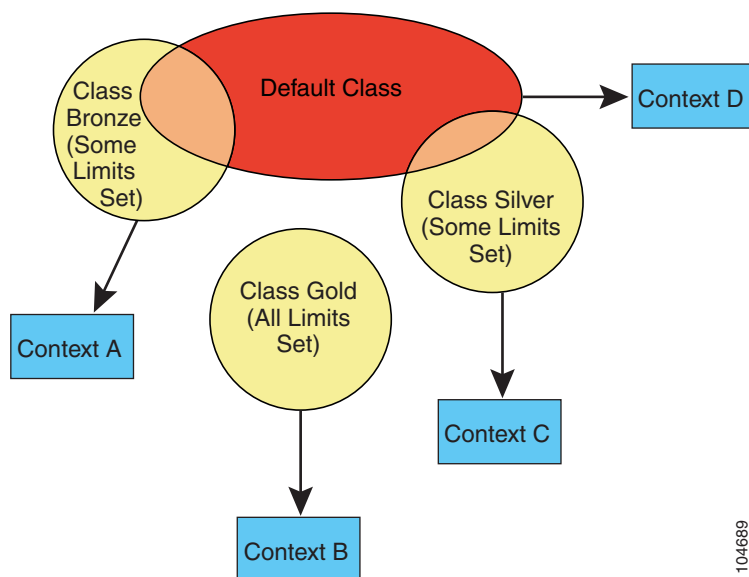 Default Class
Class
Bronze
(Some
Limits
Set)
Context D
Class Silver
(Some Limits
Set)
Class Gold
(All Limits
Set)
Context A
Context C
Context B
104689